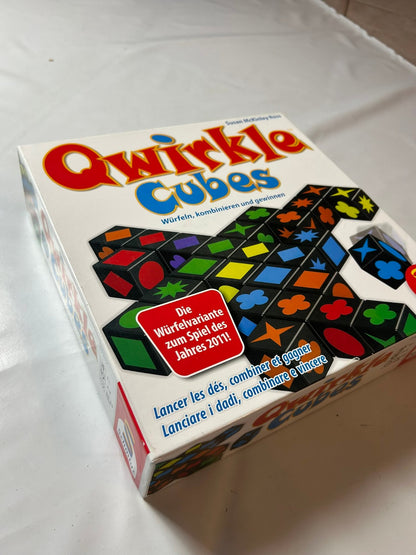 Susan McKinley Ross
Qwirkle
Cubes
Würfeln, kombinieren und gewinnen
Die
Würfelvariante
zum Spiel des
Jahres 2011!
Lancer les dés, combiner et gagner
Lanciare i dadi, combinare e vincere
Qwirkle
Cubes
Qwirkle